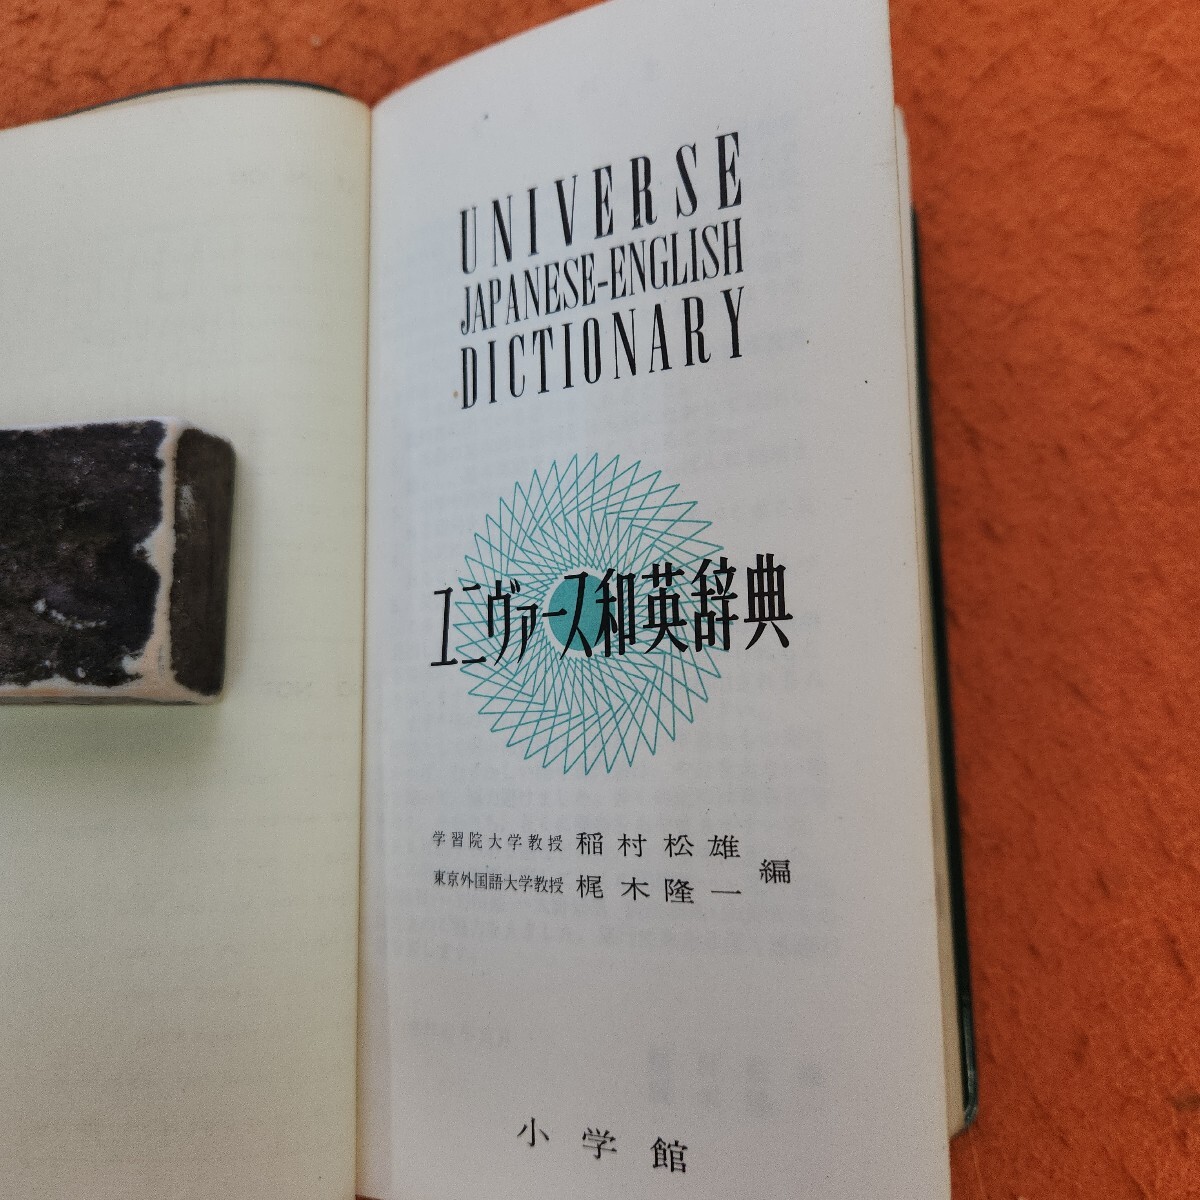 UNIVERSE
JAPANESE-ENGLISH
DICTIONARY
ユニヴァース和英辞典
学習院大学教授 稲村松雄
東京外国語大学教授 梶木隆一
編
小学館